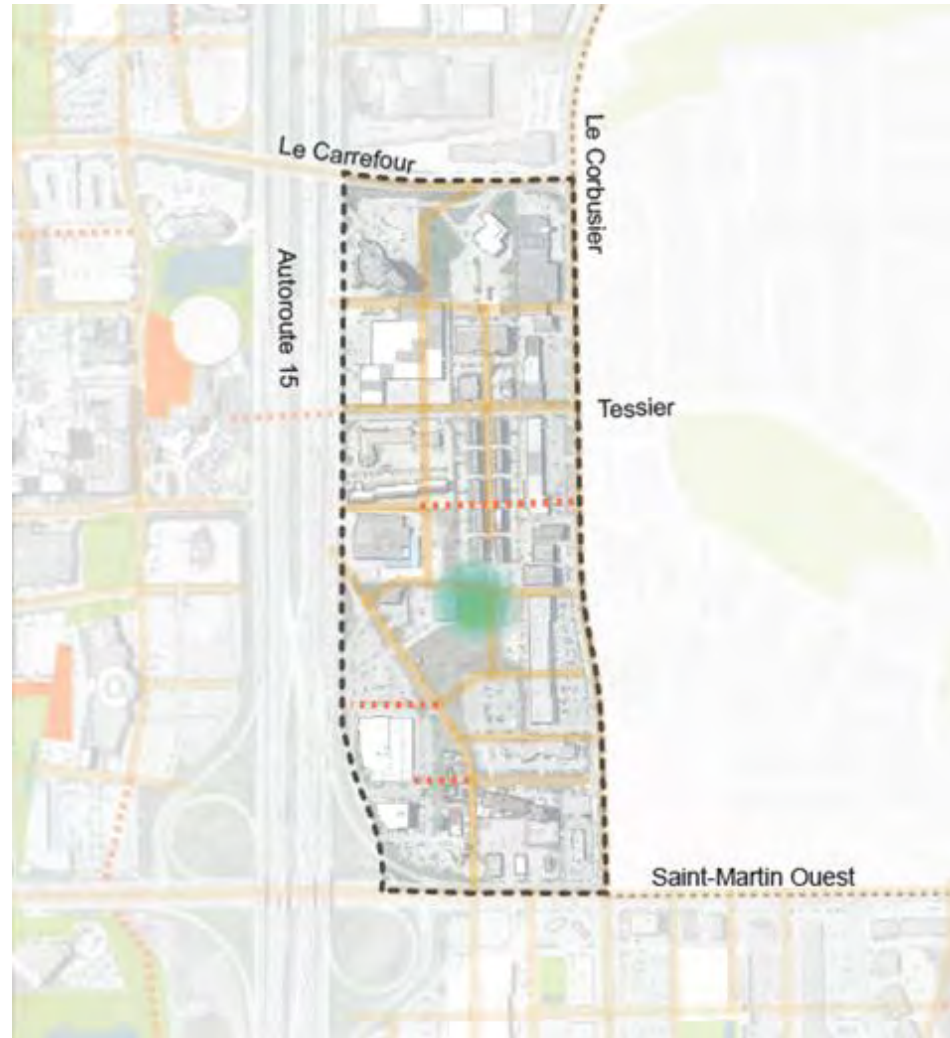 Le Carrefour
Le Corbusier
Autoroute 15
Tessier
Saint-Martin Ouest